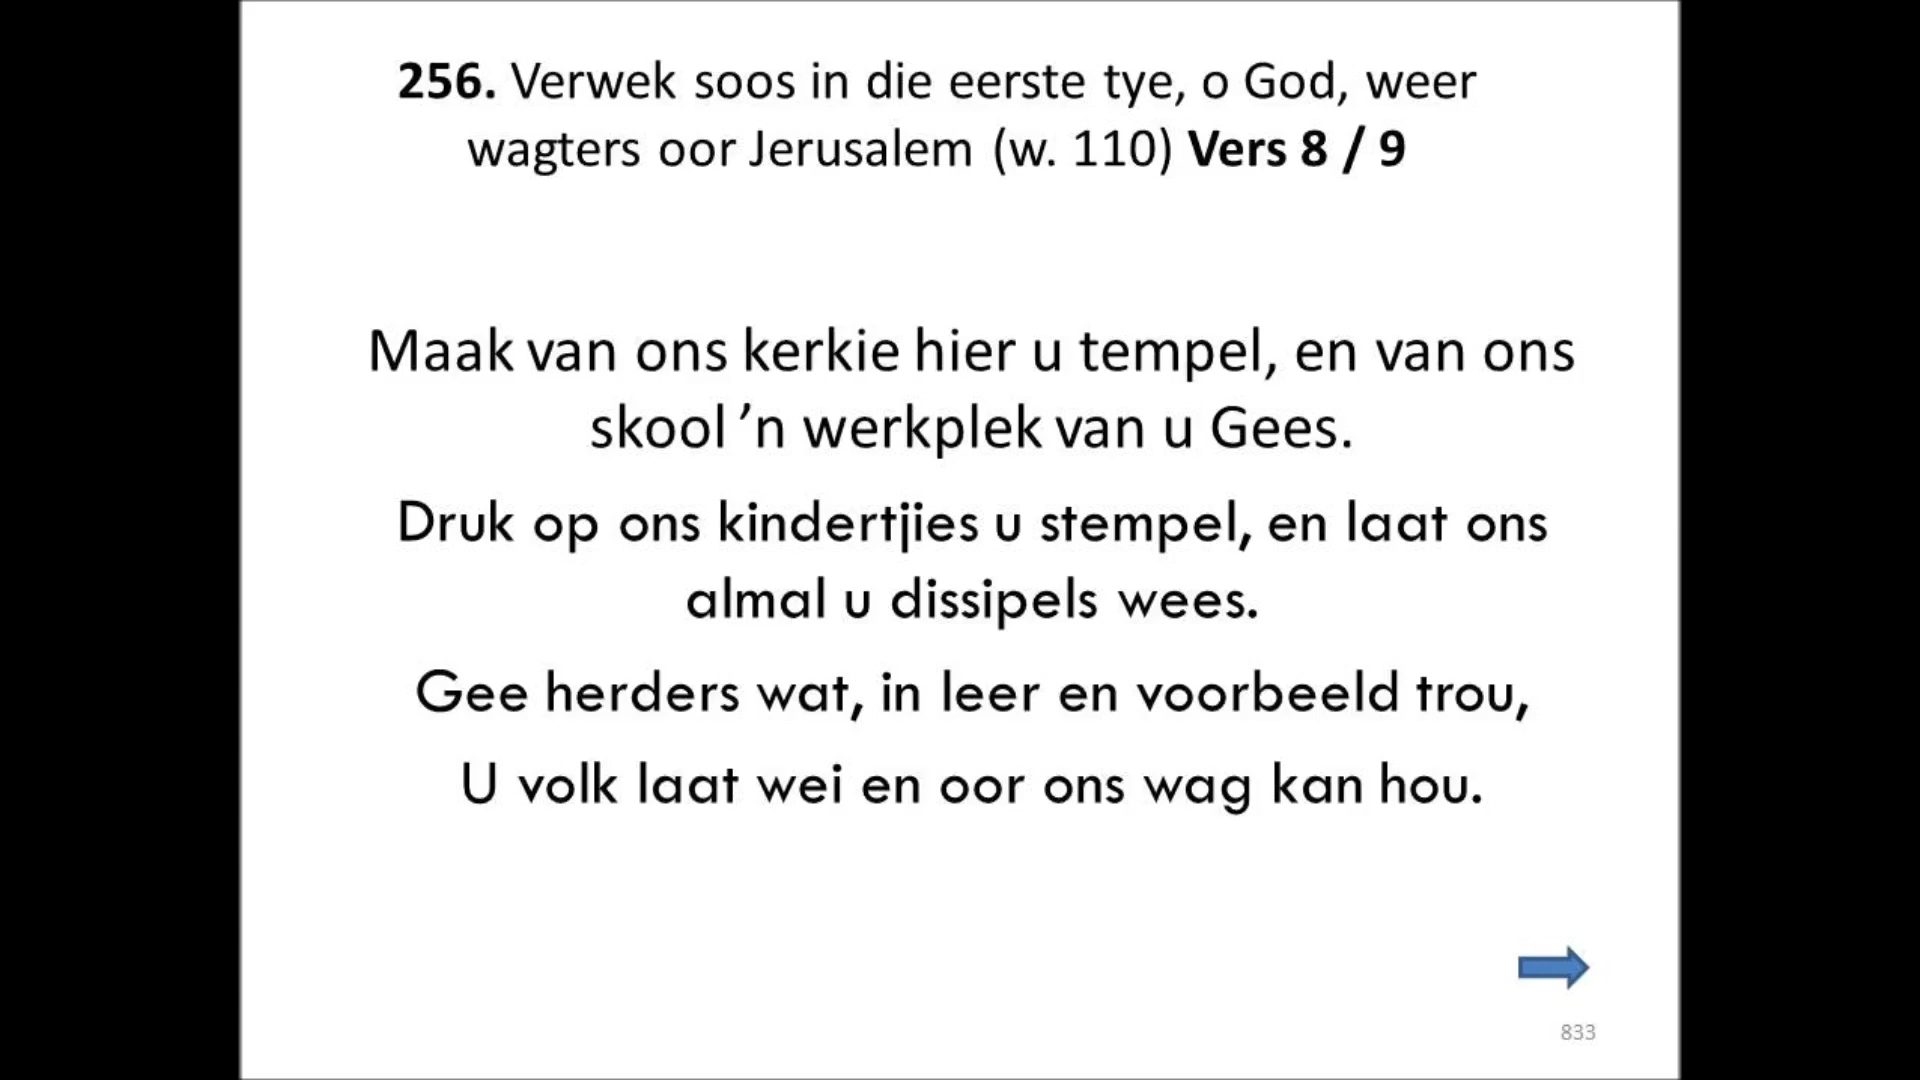 256. Verwek soos in die eerste tye, o God, weer
wagters oor Jerusalem (w. 110) Vers 8 / 9
Maak van ons kerkie hier u tempel, en van ons
skool ’n werkplek van u Gees.
Druk op ons kindertjies u stempel, en laat ons
almal u dissipels wees.
Gee herders wat, in leer en voorbeeld trou,
U volk laat wei en oor ons wag kan hou.
833